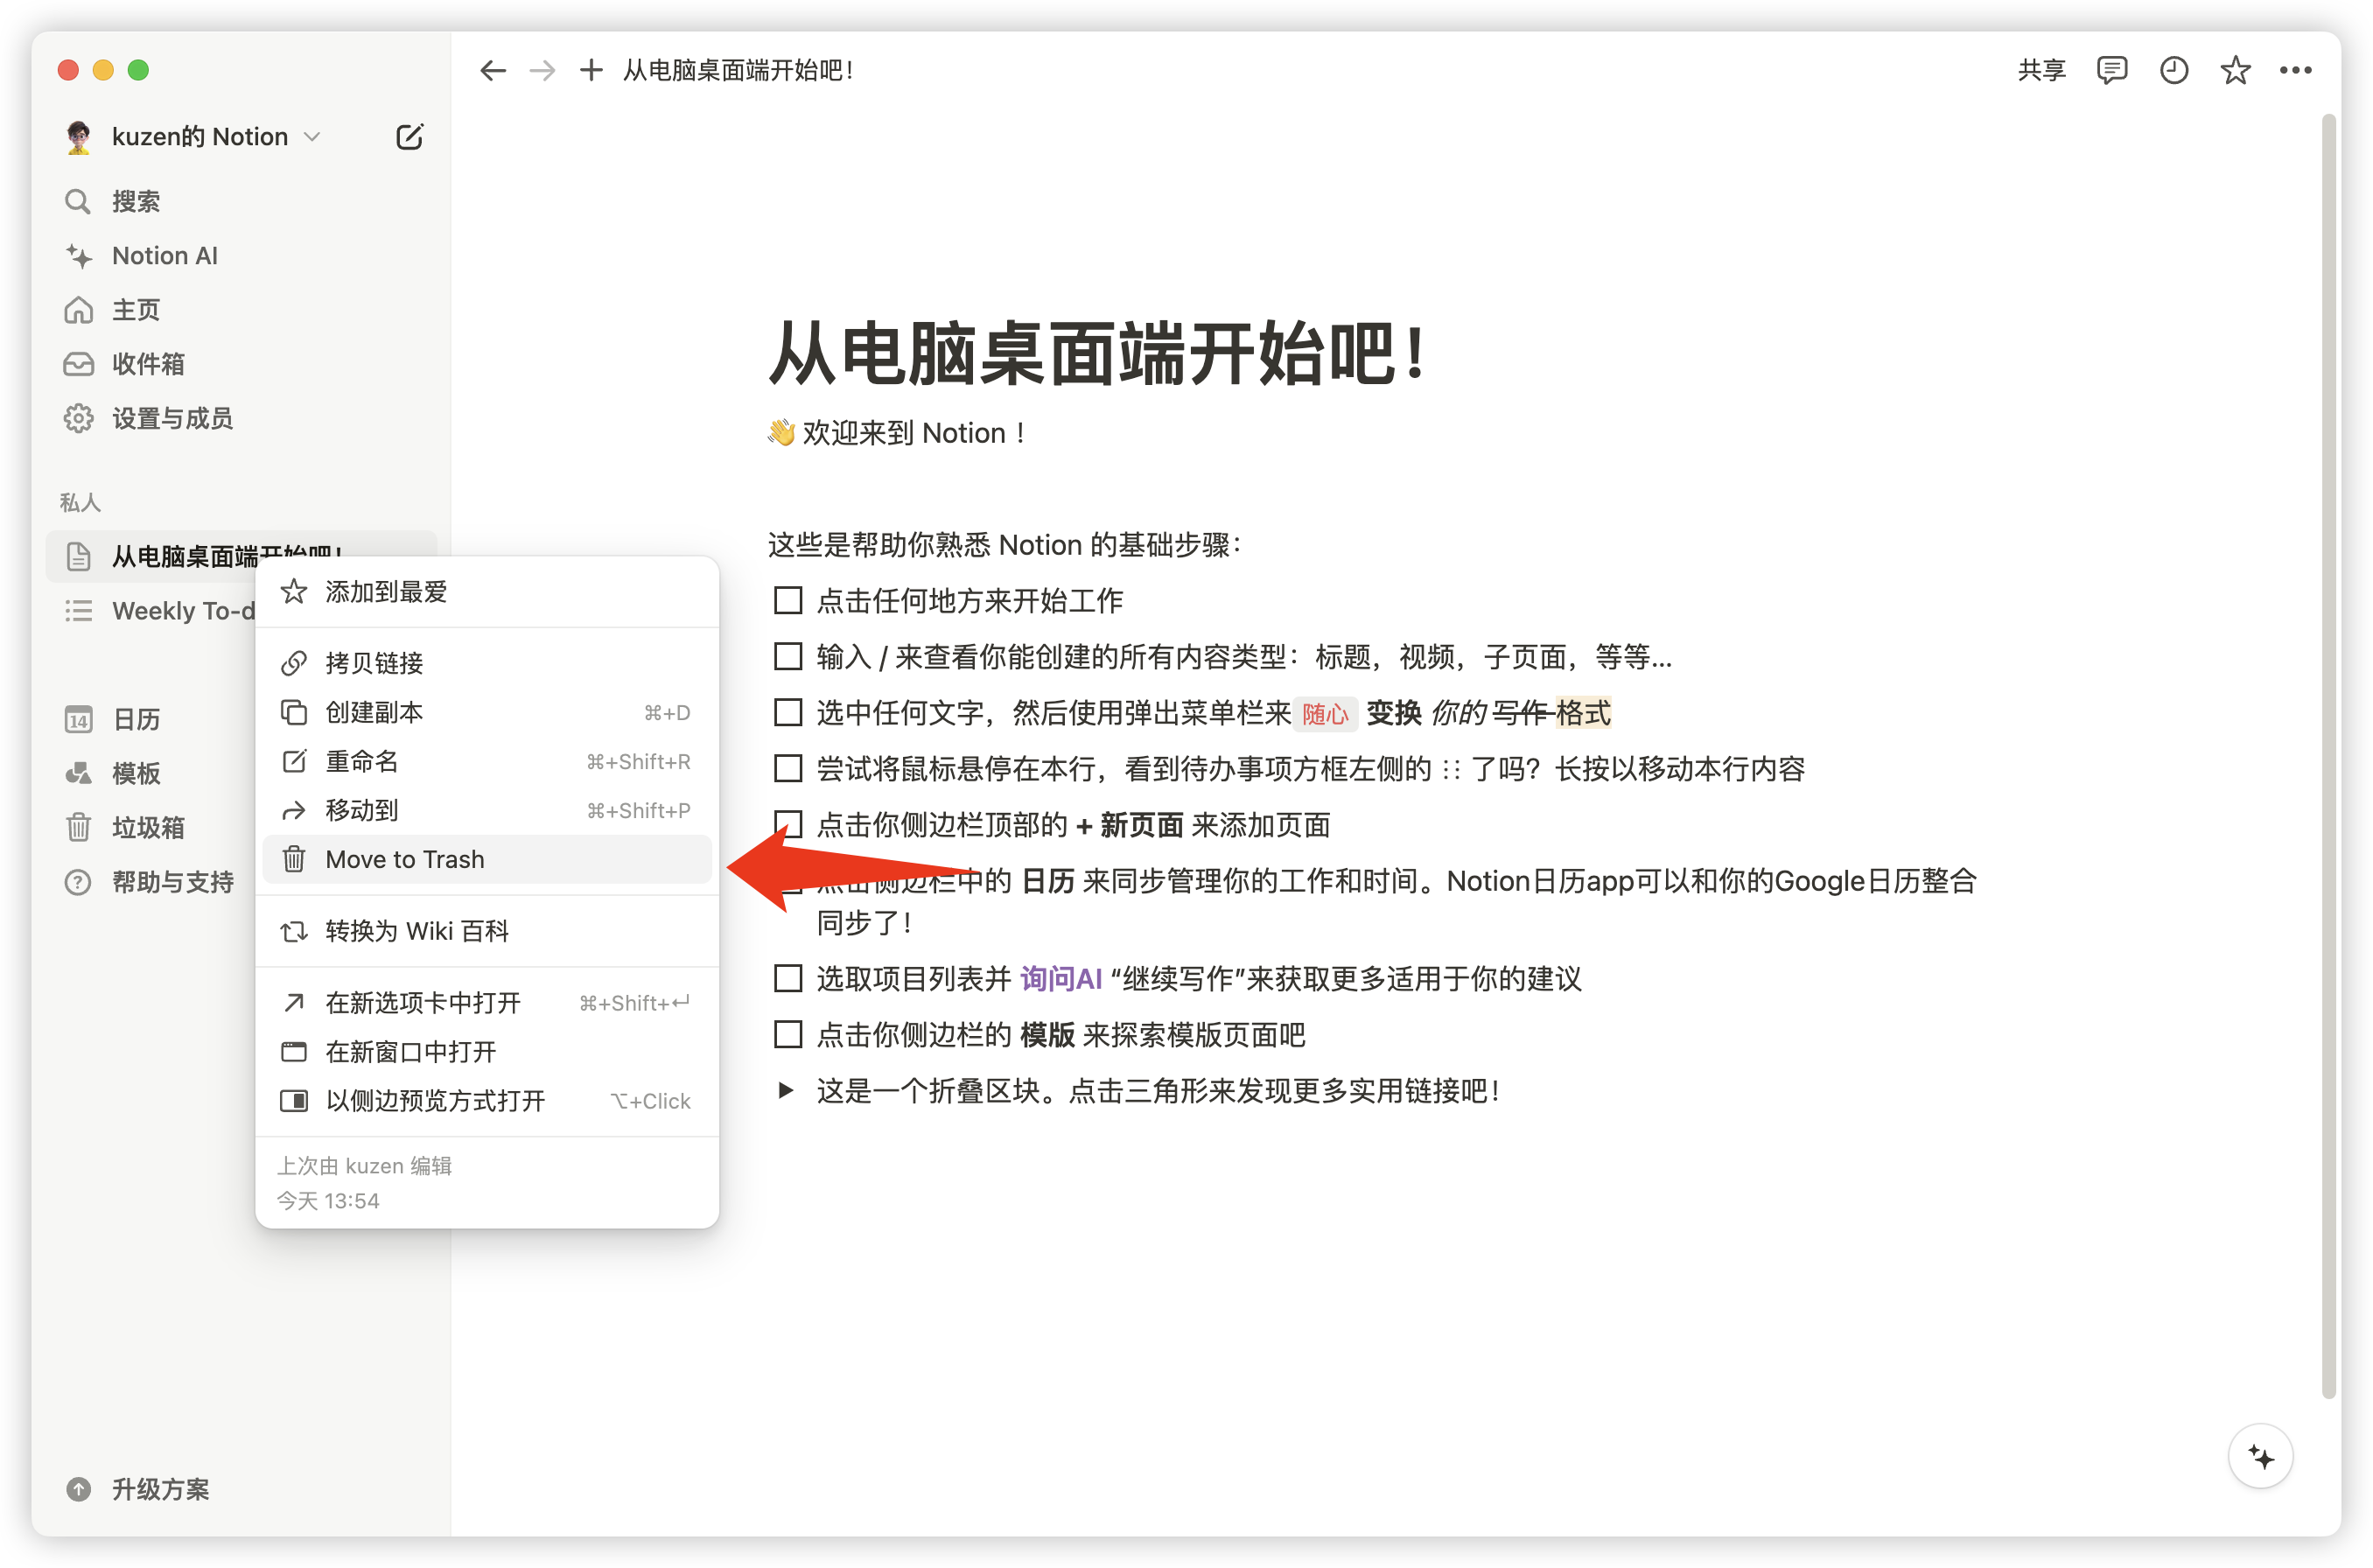 从电脑桌面端开始吧！
共享
kuzen的 Notion
搜索
Notion AI
主页
收件箱
设置与成员
私人
从电脑桌面端开始吧！
Weekly To-d
14 日历
模板
垃圾箱
帮助与支持
升级方案
添加到最爱
拷贝链接
创建副本 ⌘+D
重命名 ⌘+Shift+R
移动到 ⌘+Shift+P
Move to Trash
转换为 Wiki 百科
在新选项卡中打开 ⌘+Shift+↵
在新窗口中打开
以侧边预览方式打开 ⌥+Click
上次由 kuzen 编辑
今天 13:54
从电脑桌面端开始吧！
👋 欢迎来到 Notion！
这些是帮助你熟悉 Notion 的基础步骤：
点击任何地方来开始工作
输入 / 来查看你能创建的所有内容类型：标题，视频，子页面，等等...
选中任何文字，然后使用弹出菜单栏来 随心 变换 你的 写作 格式
尝试将鼠标悬停在本行，看到待办事项方框左侧的 ⋮⋮ 了吗？长按以移动本行内容
点击你侧边栏顶部的 + 新页面 来添加页面
点击侧边栏中的 日历 来同步管理你的工作和时间。Notion日历app可以和你的Google日历整合
同步了！
选取项目列表并 询问AI “继续写作”来获取更多适用于你的建议
点击你侧边栏的 模版 来探索模版页面吧
这是一个折叠区块。点击三角形来发现更多实用链接吧！